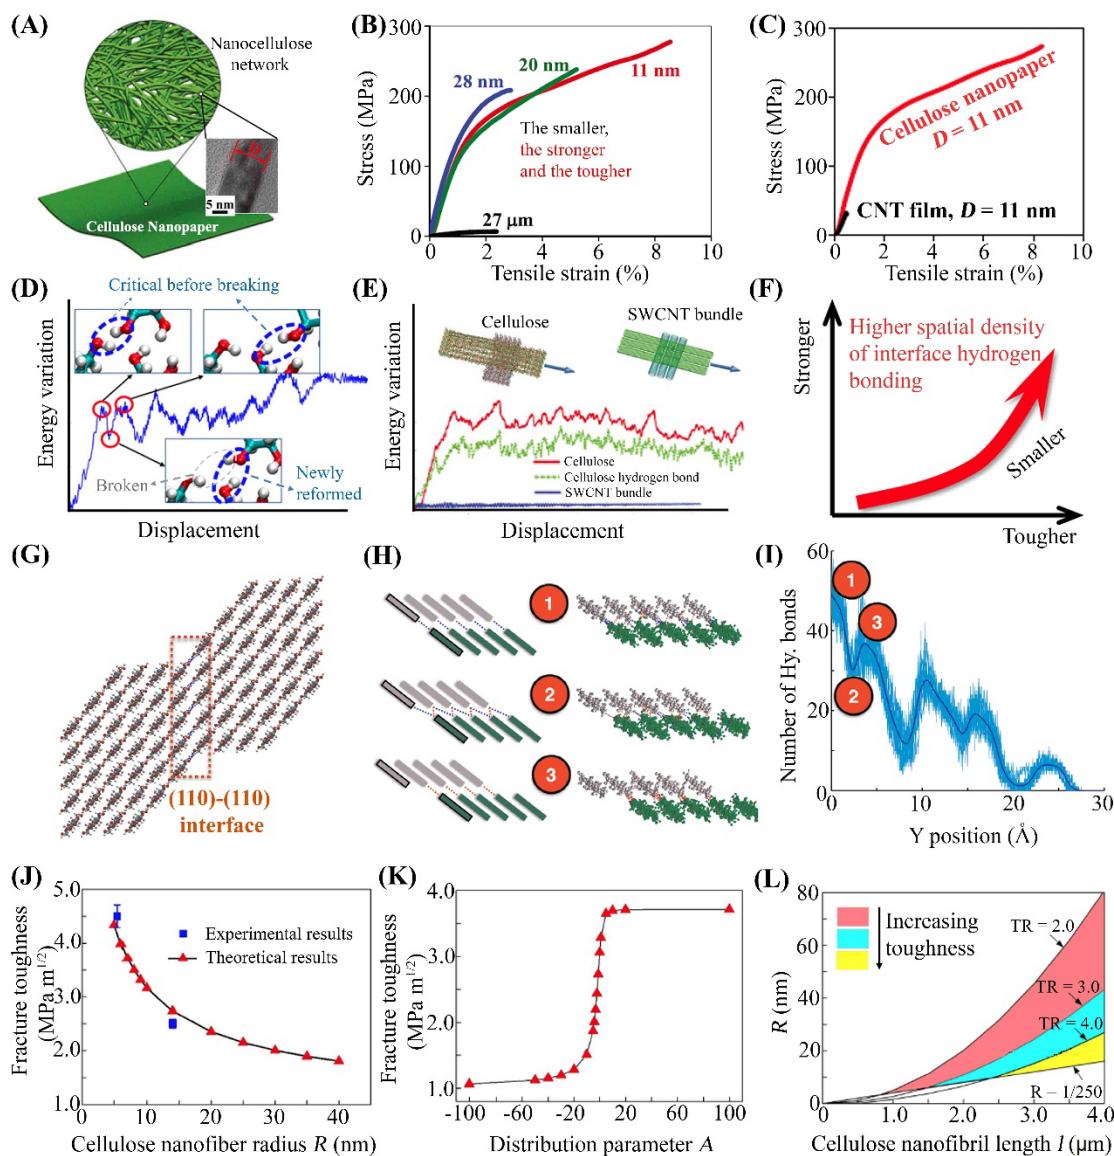 (A)
Nanocellulose
network
D
5 nm
Cellulose Nanopaper
(B)
300
200
100
0
Stress (MPa)
28 nm
20 nm
11 nm
The smaller,
the stronger
and the tougher
27 μm
0 2 4 6 8 10
Tensile strain (%)
(C)
300
200
100
0
Stress (MPa)
Cellulose nanopaper
D = 11 nm
CNT film, D = 11 nm
0 2 4 6 8 10
Tensile strain (%)
(D)
Critical before breaking
Energy variation
Broken
Newly
reformed
Displacement
(E)
Cellulose
SWCNT bundle
Energy variation
Cellulose
Cellulose hydrogen bond
SWCNT bundle
Displacement
(F)
Stronger
Higher spatial density
of interface hydrogen
bonding
Smaller
Tougher
(G)
(110)-(110)
interface
(H)
1
2
3
(I)
60
40
20
0
Number of Hy. bonds
1
3
2
0 10 20 30
Y position (Å)
(J)
5.0
4.0
3.0
2.0
1.0
Fracture toughness
(MPa m1/2)
Experimental results
Theoretical results
0 10 20 30 40
Cellulose nanofiber radius R (nm)
(K)
4.0
3.0
2.0
1.0
Fracture toughness
(MPa m1/2)
-100 -60 -20 20 60 100
Distribution parameter A
(L)
80
60
40
20
0
R (nm)
Increasing
toughness
TR = 2.0
TR = 3.0
TR = 4.0
R − 1/250
0 1.0 2.0 3.0 4.0
Cellulose nanofibril length l (μm)